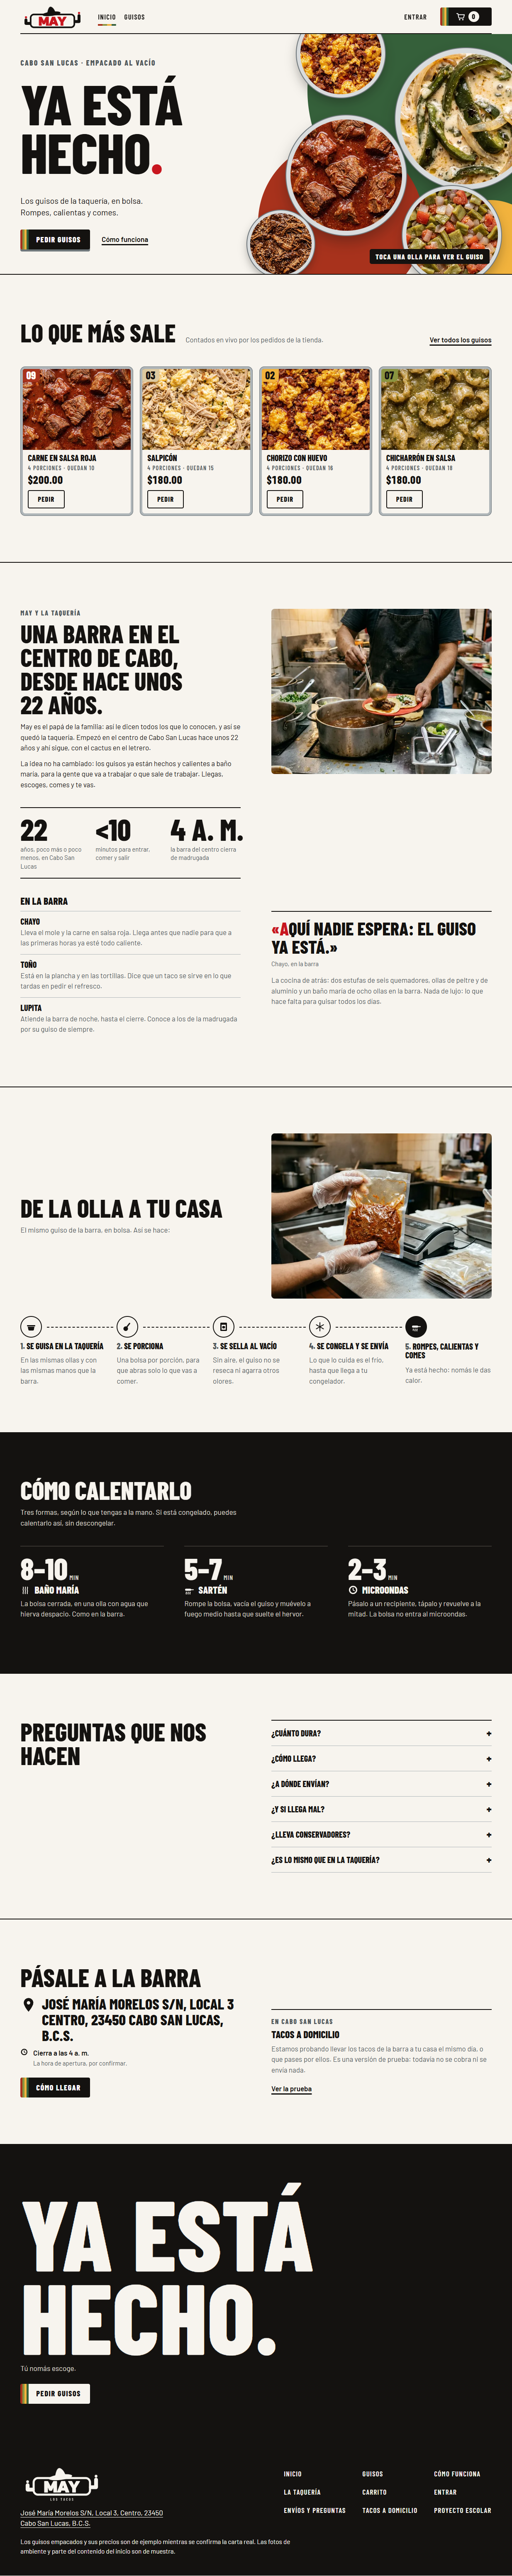 MAY
INICIO
GUISOS
ENTRAR
0
CABO SAN LUCAS · EMPACADO AL VACÍO
YA ESTÁ
HECHO.
Los guisos de la taquería, en bolsa.
Rompes, calientas y comes.
PEDIR GUISOS
Cómo funciona
TOCA UNA OLLA PARA VER EL GUISO
LO QUE MÁS SALE
Contados en vivo por los pedidos de la tienda.
Ver todos los guisos
09
CARNE EN SALSA ROJA
4 PORCIONES · QUEDAN 10
$200.00
PEDIR
03
SALPICÓN
4 PORCIONES · QUEDAN 15
$180.00
PEDIR
02
CHORIZO CON HUEVO
4 PORCIONES · QUEDAN 16
$180.00
PEDIR
07
CHICHARRÓN EN SALSA
4 PORCIONES · QUEDAN 18
$180.00
PEDIR
MAY Y LA TAQUERÍA
UNA BARRA EN EL
CENTRO DE CABO,
DESDE HACE UNOS
22 AÑOS.
May es el papá de la familia: así le dicen todos los que lo conocen, y así se
quedó la taquería. Empezó en el centro de Cabo San Lucas hace unos 22
años y ahí sigue, con el cactus en el letrero.
La idea no ha cambiado: los guisos ya están hechos y calientes a baño
maría, para la gente que va a trabajar o que sale de trabajar. Llegas,
escoges, comes y te vas.
22
años, poco más o poco
menos, en Cabo San
Lucas
<10
minutos para entrar,
comer y salir
4 A. M.
la barra del centro cierra
de madrugada
EN LA BARRA
CHAYO
Lleva el mole y la carne en salsa roja. Llega antes que nadie para que a
las primeras horas ya esté todo caliente.
TOÑO
Está en la plancha y en las tortillas. Dice que un taco se sirve en lo que
tardas en pedir el refresco.
LUPITA
Atiende la barra de noche, hasta el cierre. Conoce a los de la madrugada
por su guiso de siempre.
«AQUÍ NADIE ESPERA: EL GUISO
YA ESTÁ.»
Chayo, en la barra
La cocina de atrás: dos estufas de seis quemadores, ollas de peltre y de
aluminio y un baño maría de ocho ollas en la barra. Nada de lujo: lo que
hace falta para guisar todos los días.
DE LA OLLA A TU CASA
El mismo guiso de la barra, en bolsa. Así se hace:
1. SE GUISA EN LA TAQUERÍA
En las mismas ollas y con
las mismas manos que la
barra.
2. SE PORCIONA
Una bolsa por porción, para
que abras solo lo que vas a
comer.
3. SE SELLA AL VACÍO
Sin aire, el guiso no se
reseca ni agarra otros
olores.
4. SE CONGELA Y SE ENVÍA
Lo que lo cuida es el frío,
hasta que llega a tu
congelador.
5. ROMPES, CALIENTAS Y
COMES
Ya está hecho: nomás le das
calor.
CÓMO CALENTARLO
Tres formas, según lo que tengas a la mano. Si está congelado, puedes
calentarlo así, sin descongelar.
8–10 MIN
BAÑO MARÍA
La bolsa cerrada, en una olla con agua que
hierva despacio. Como en la barra.
5–7 MIN
SARTÉN
Rompe la bolsa, vacía el guiso y muévelo a
fuego medio hasta que suelte el hervor.
2–3 MIN
MICROONDAS
Pásalo a un recipiente, tápalo y revuelve a la
mitad. La bolsa no entra al microondas.
PREGUNTAS QUE NOS
HACEN
¿CUÁNTO DURA? +
¿CÓMO LLEGA? +
¿A DÓNDE ENVÍAN? +
¿Y SI LLEGA MAL? +
¿LLEVA CONSERVADORES? +
¿ES LO MISMO QUE EN LA TAQUERÍA? +
PÁSALE A LA BARRA
JOSÉ MARÍA MORELOS S/N, LOCAL 3
CENTRO, 23450 CABO SAN LUCAS,
B.C.S.
Cierra a las 4 a. m.
La hora de apertura, por confirmar.
CÓMO LLEGAR
EN CABO SAN LUCAS
TACOS A DOMICILIO
Estamos probando llevar los tacos de la barra a tu casa el mismo día, o
que pases por ellos. Es una versión de prueba: todavía no se cobra ni se
envía nada.
Ver la prueba
YA ESTÁ
HECHO.
Tú nomás escoge.
PEDIR GUISOS
MAY
LOS TACOS
José María Morelos S/N, Local 3, Centro, 23450
Cabo San Lucas, B.C.S.
INICIO
GUISOS
CÓMO FUNCIONA
LA TAQUERÍA
CARRITO
ENTRAR
ENVÍOS Y PREGUNTAS
TACOS A DOMICILIO
PROYECTO ESCOLAR
Los guisos empacados y sus precios son de ejemplo mientras se confirma la carta real. Las fotos de
ambiente y parte del contenido del inicio son de muestra.